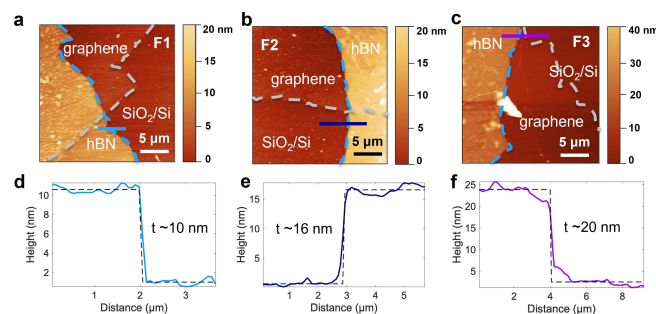 a
F1
graphene
SiO₂/Si
hBN
5 µm
20 nm
15
10
5
0
b
F2
hBN
graphene
SiO₂/Si
5 µm
20 nm
15
10
5
0
c
hBN
F3
SiO₂/Si
graphene
5 µm
40 nm
30
20
10
0
d
Height (nm)
10
8
6
4
2
t ~10 nm
1
2
3
Distance (µm)
e
Height (nm)
15
10
5
t ~16 nm
1
2
3
4
5
Distance (µm)
f
Height (nm)
25
20
15
10
5
t ~20 nm
2
4
6
8
Distance (µm)